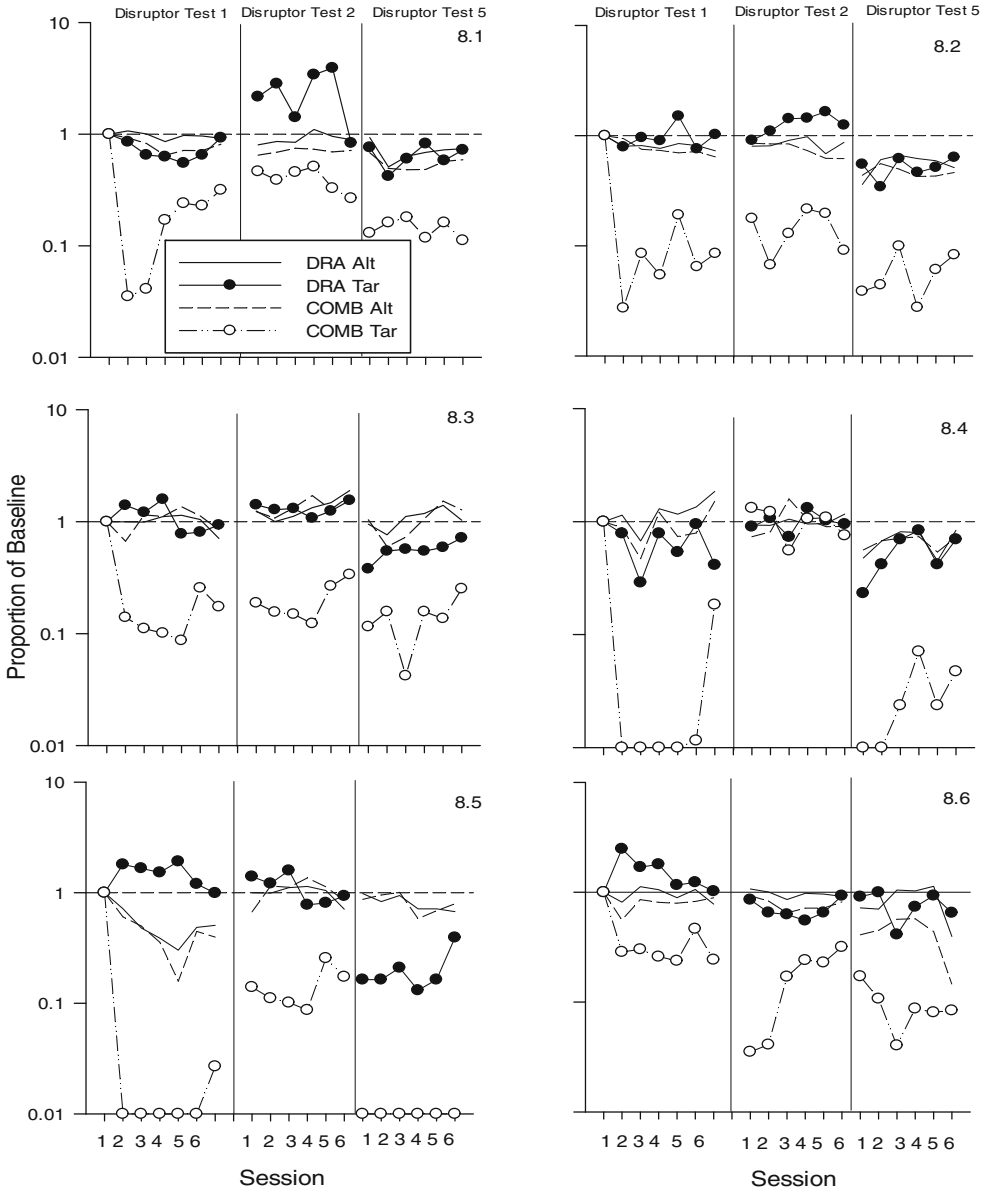 Disruptor Test 1 Disruptor Test 2 Disruptor Test 5
Disruptor Test 1 Disruptor Test 2 Disruptor Test 5
10
8.1
8.2
1
0.1
DRA Alt
DRA Tar
COMB Alt
COMB Tar
0.01
Proportion of Baseline
10
8.3
8.4
1
0.1
0.01
10
8.5
8.6
1
0.1
0.01
1 2 3 4 5 6 1 2 3 4 5 6 1 2 3 4 5 6
Session
1 2 3 4 5 6 1 2 3 4 5 6 1 2 3 4 5 6
Session